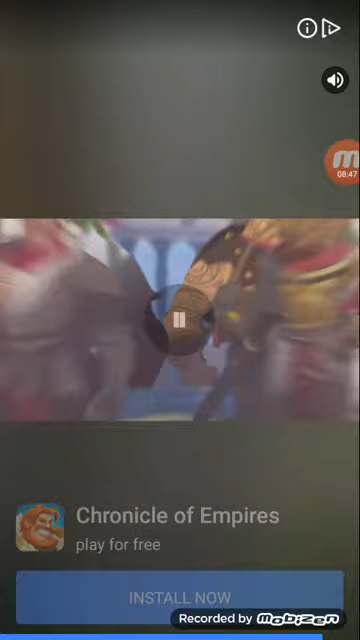 m
08:47
Chronicle of Empires
play for free
INSTALL NOW
Recorded by mobizen